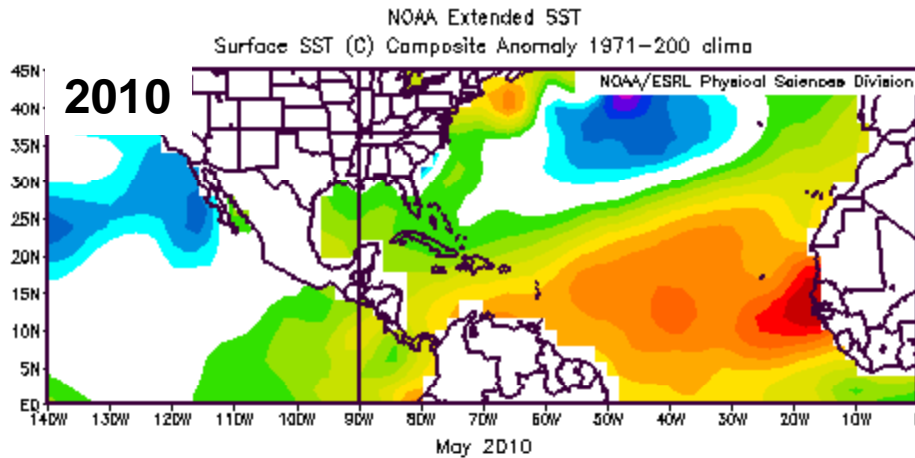 NOAA Extended SST
Surface SST (C) Composite Anomaly 1971-200 clima
2010
NOAA/ESRL Physical Sciences Division
45N
40N
35N
30N
25N
20N
15N
10N
5N
EQ
140W 130W 120W 110W 100W 90W 80W 70W 60W 50W 40W 30W 20W 10W
May 2010